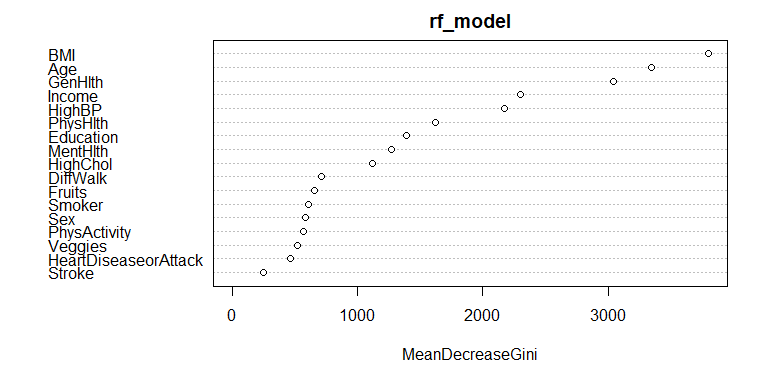 rf_model
BMI
Age
GenHlth
Income
HighBP
PhysHlth
Education
MentHlth
HighChol
DiffWalk
Fruits
Smoker
Sex
PhysActivity
Veggies
HeartDiseaseorAttack
Stroke
0 1000 2000 3000
MeanDecreaseGini